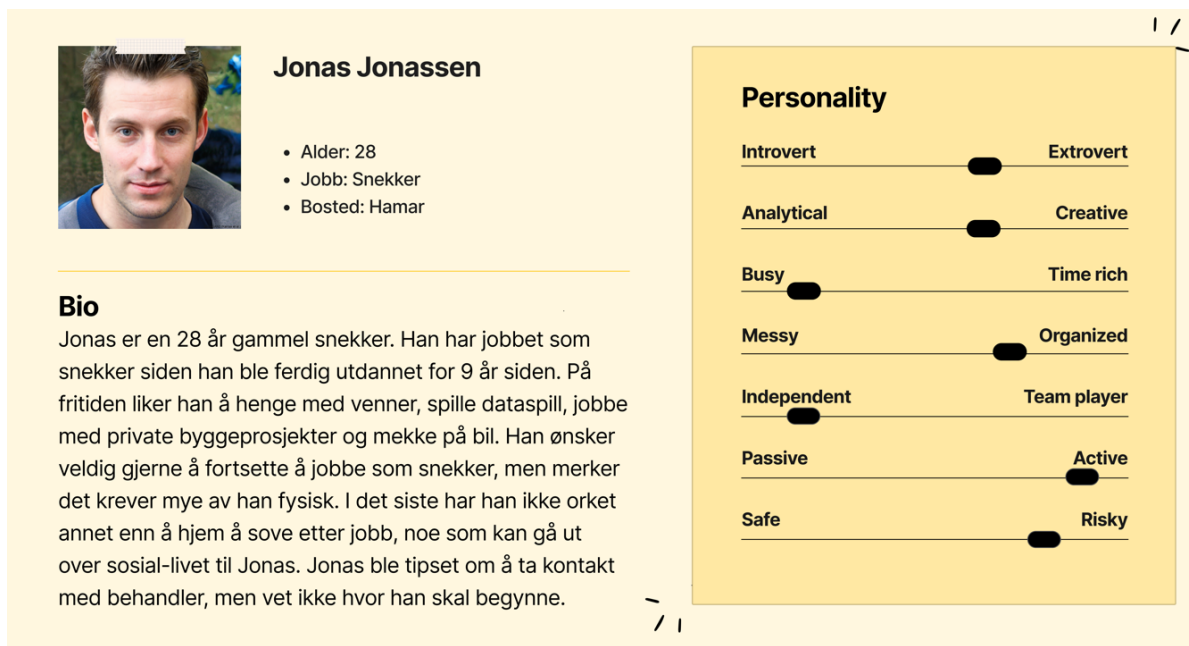 Jonas Jonassen
• Alder: 28
• Jobb: Snekker
• Bosted: Hamar
Bio
Jonas er en 28 år gammel snekker. Han har jobbet som
snekker siden han ble ferdig utdannet for 9 år siden. På
fritiden liker han å henge med venner, spille dataspill, jobbe
med private byggeprosjekter og mekke på bil. Han ønsker
veldig gjerne å fortsette å jobbe som snekker, men merker
det krever mye av han fysisk. I det siste har han ikke orket
annet enn å hjem å sove etter jobb, noe som kan gå ut
over sosial-livet til Jonas. Jonas ble tipset om å ta kontakt
med behandler, men vet ikke hvor han skal begynne.
Personality
Introvert Extrovert
Analytical Creative
Busy Time rich
Messy Organized
Independent Team player
Passive Active
Safe Risky